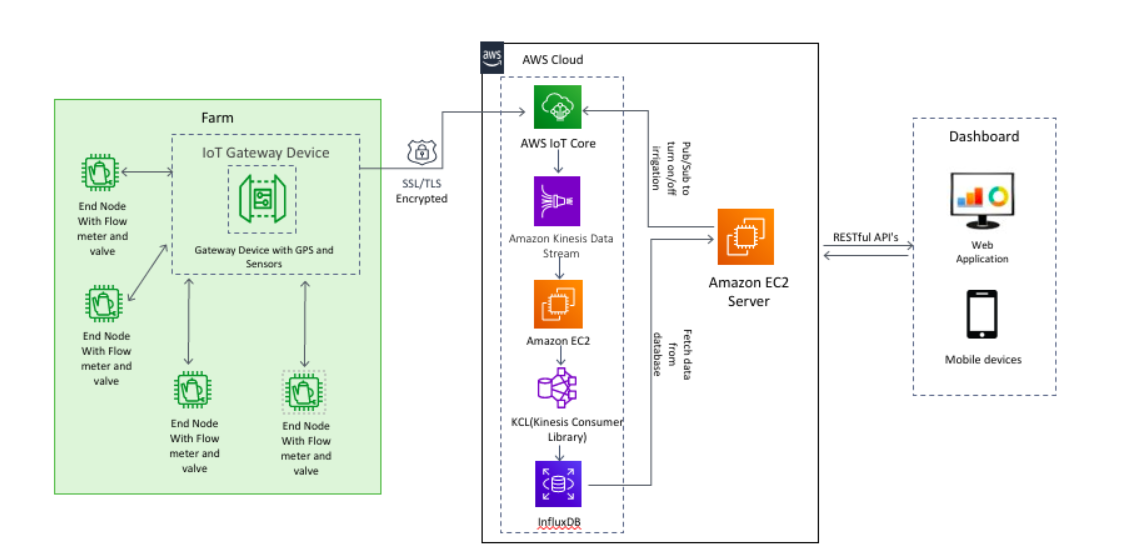 aws
AWS Cloud
Farm
IoT Gateway Device
Gateway Device with GPS and
Sensors
End Node
With Flow
meter and
valve
End Node
With Flow
meter and
valve
End Node
With Flow
meter and
valve
End Node
With Flow
meter and
valve
SSL/TLS
Encrypted
AWS IoT Core
Amazon Kinesis Data
Stream
Amazon EC2
KCL(Kinesis Consumer
Library)
InfluxDB
Pub/Sub to
turn on/off
irrigation
Fetch data
from
database
Amazon EC2
Server
RESTful API's
Dashboard
Web
Application
Mobile devices